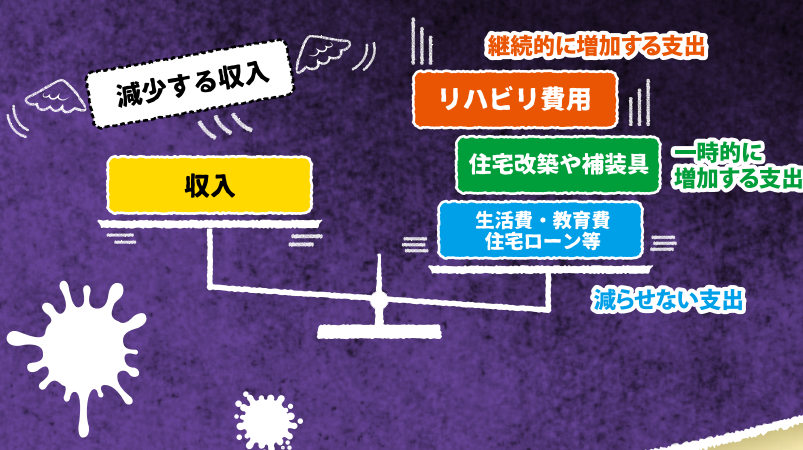 減少する収入
収入
継続的に増加する支出
リハビリ費用
住宅改築や補装具
一時的に
増加する支出
生活費・教育費
住宅ローン等
減らせない支出